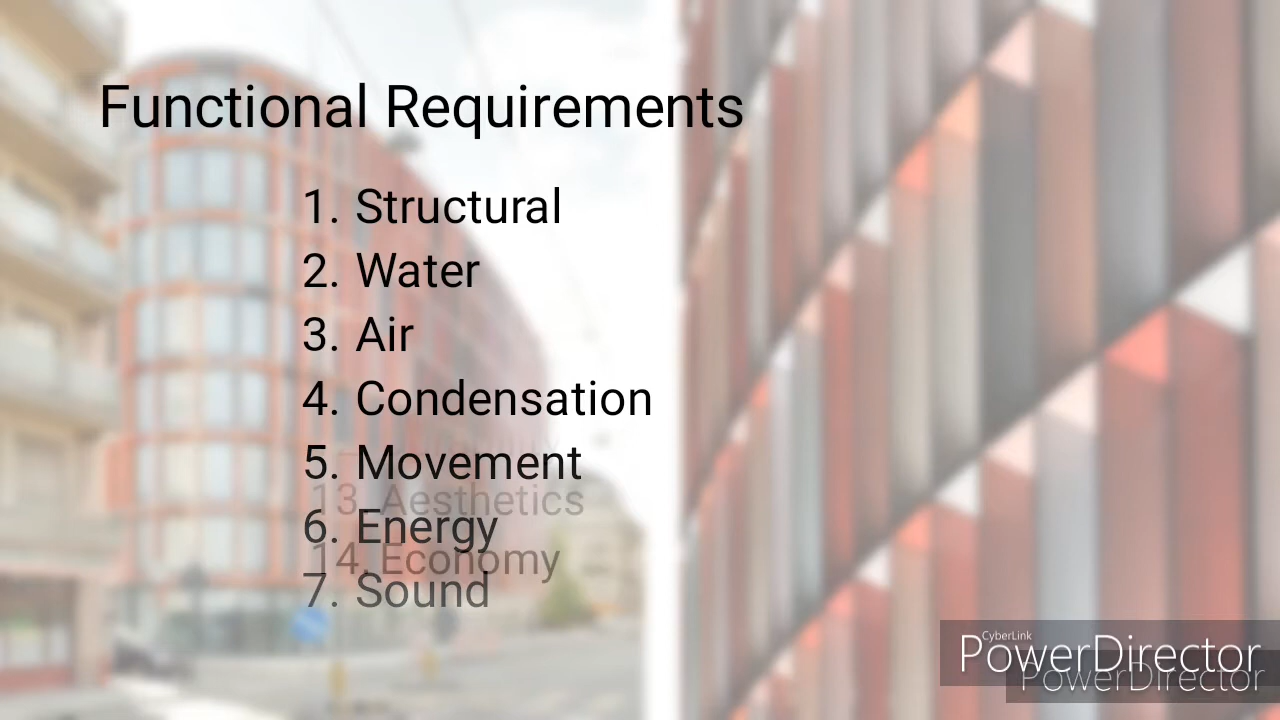 Functional Requirements
1. Structural
2. Water
3. Air
4. Condensation
5. Movement
13. Aesthetics
6. Energy
14. Economy
7. Sound
CyberLink
PowerDirector
PowerDirector